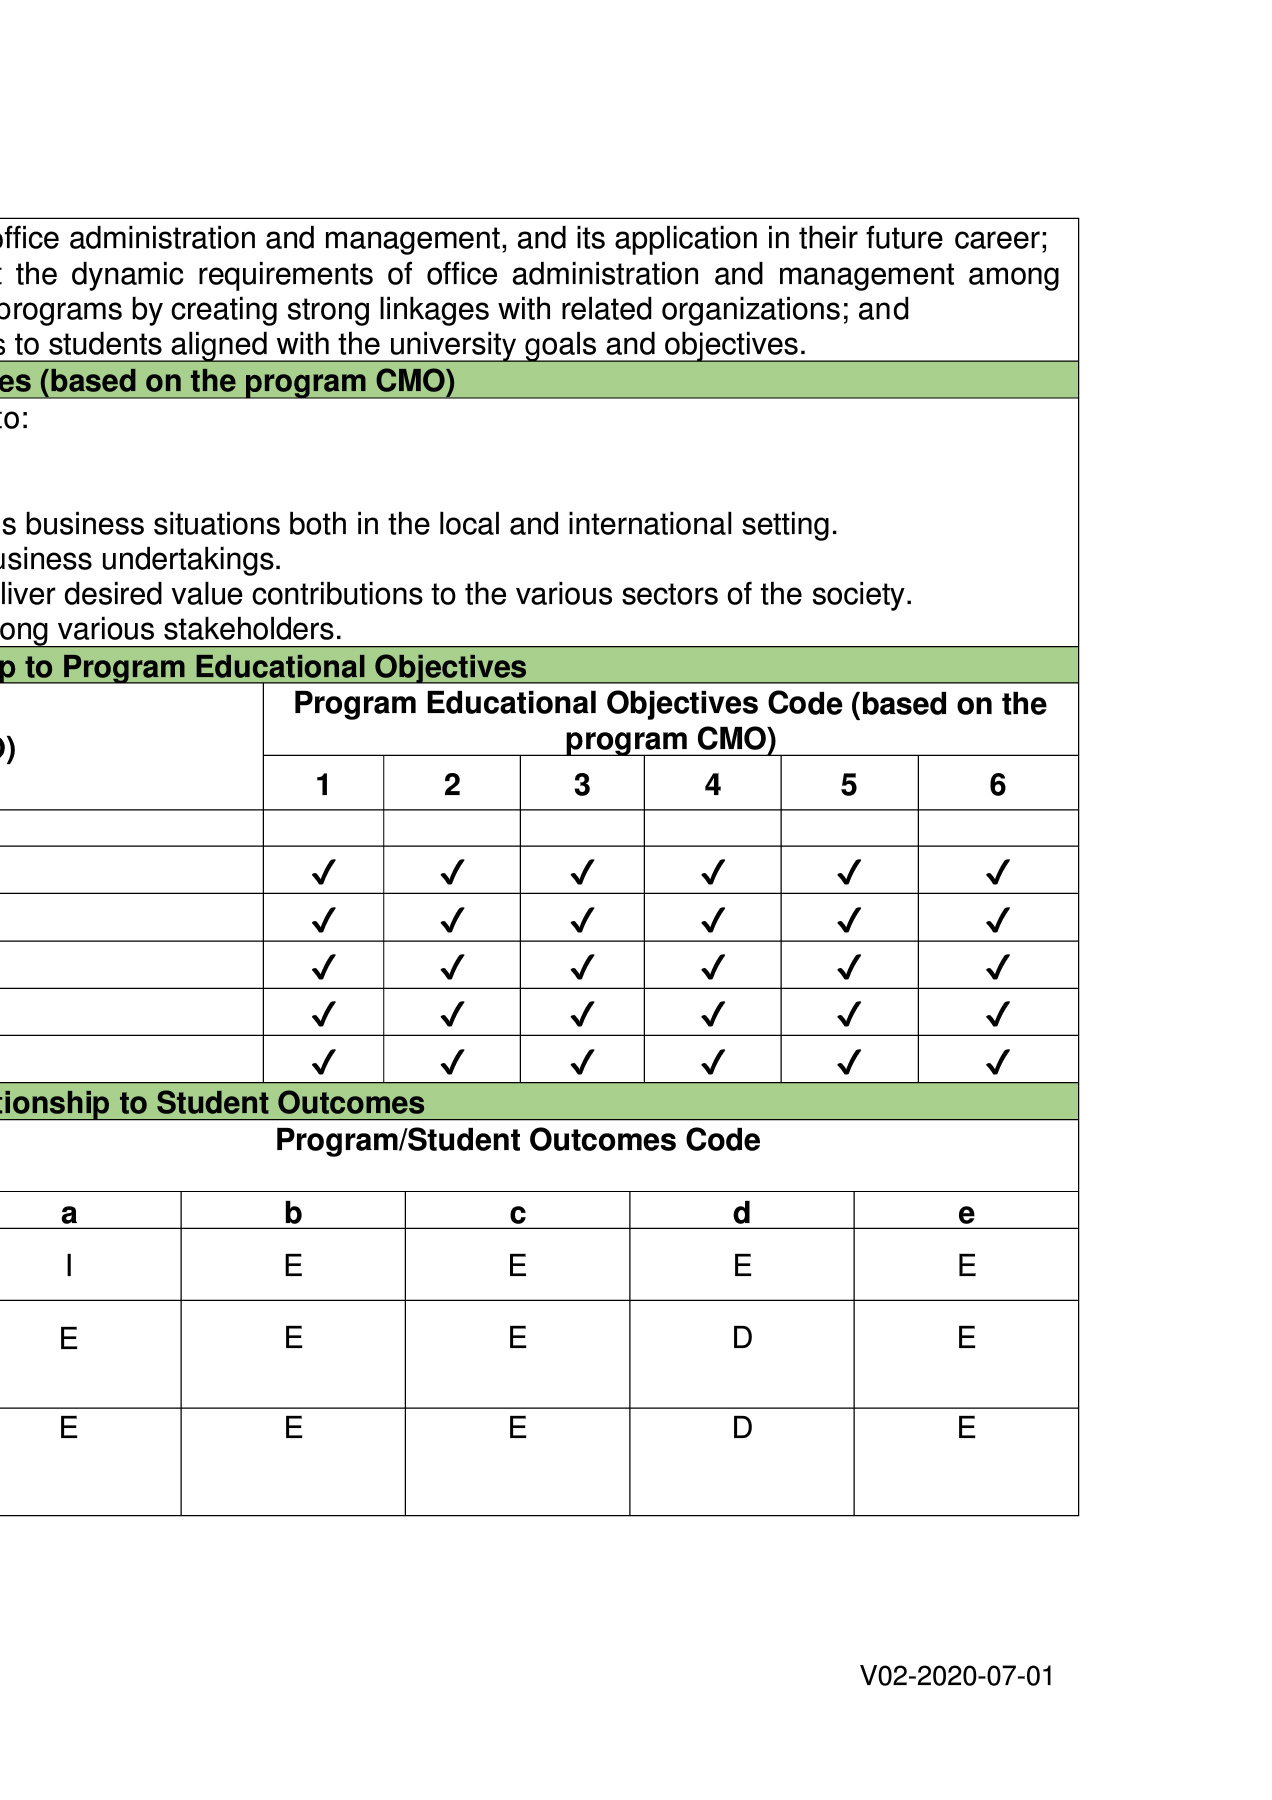 office administration and management, and its application in their future career;
the dynamic requirements of office administration and management among
programs by creating strong linkages with related organizations; and
s to students aligned with the university goals and objectives.
es (based on the program CMO)
to:
s business situations both in the local and international setting.
usiness undertakings.
liver desired value contributions to the various sectors of the society.
ong various stakeholders.
p to Program Educational Objectives
Program Educational Objectives Code (based on the
program CMO)
)
1 2 3 4 5 6
✓ ✓ ✓ ✓ ✓ ✓
✓ ✓ ✓ ✓ ✓ ✓
✓ ✓ ✓ ✓ ✓ ✓
✓ ✓ ✓ ✓ ✓ ✓
✓ ✓ ✓ ✓ ✓ ✓
tionship to Student Outcomes
Program/Student Outcomes Code
a b c d e
I E E E E
E E E D E
E E E D E
V02-2020-07-01